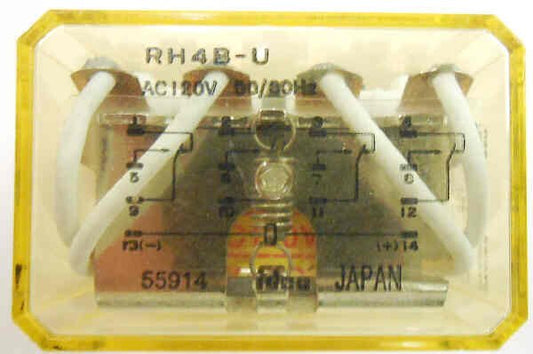 RH4B-U
AC120V 50/60Hz
1 2 3 4
5 6 7 8
9 10 11 12
13(-) (+)14
55914 idec JAPAN